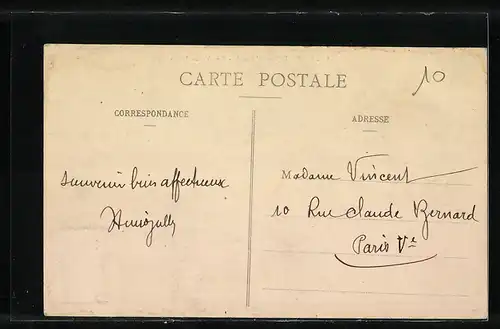 CARTE POSTALE
10
CORRESPONDANCE
ADRESSE
Souvenir bien affectueux
Madame Vincent
10 Rue Claude Bernard
Paris Ve